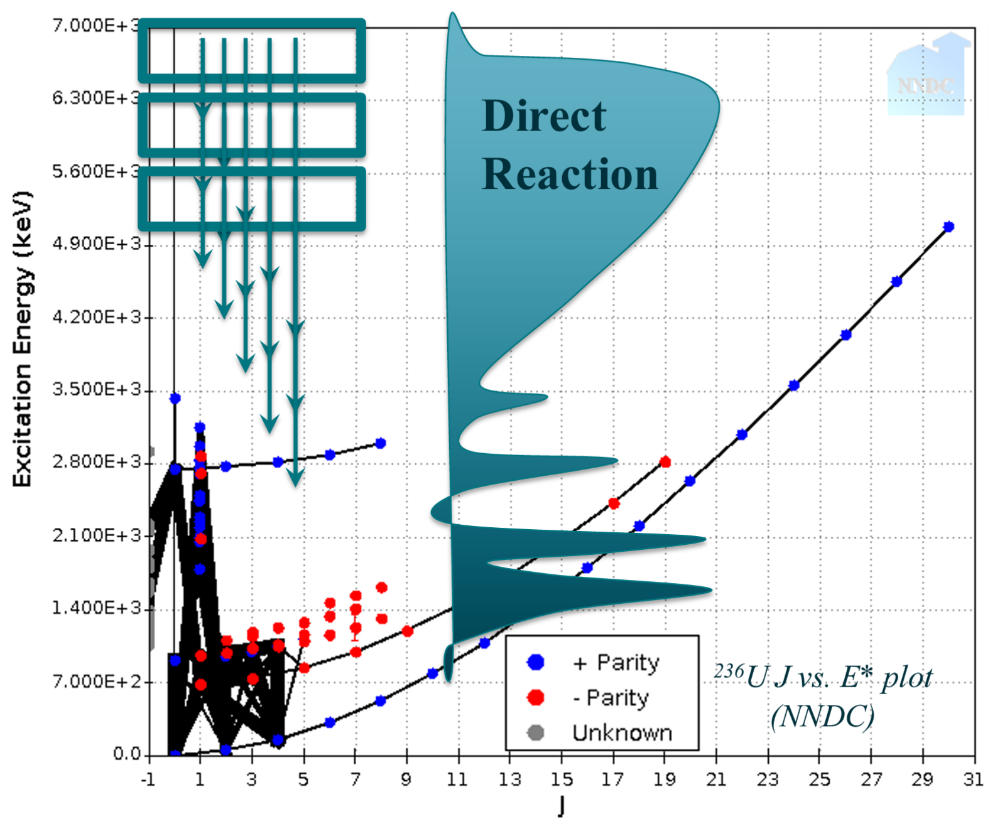 7.000E+3
6.300E+3
5.600E+3
4.900E+3
4.200E+3
3.500E+3
2.800E+3
2.100E+3
1.400E+3
7.000E+2
0.0
Excitation Energy (keV)
-1 1 3 5 7 9 11 13 15 17 19 21 23 25 27 29 31
J
Direct
Reaction
NNDC
+ Parity
- Parity
Unknown
²³⁶U J vs. E* plot
(NNDC)